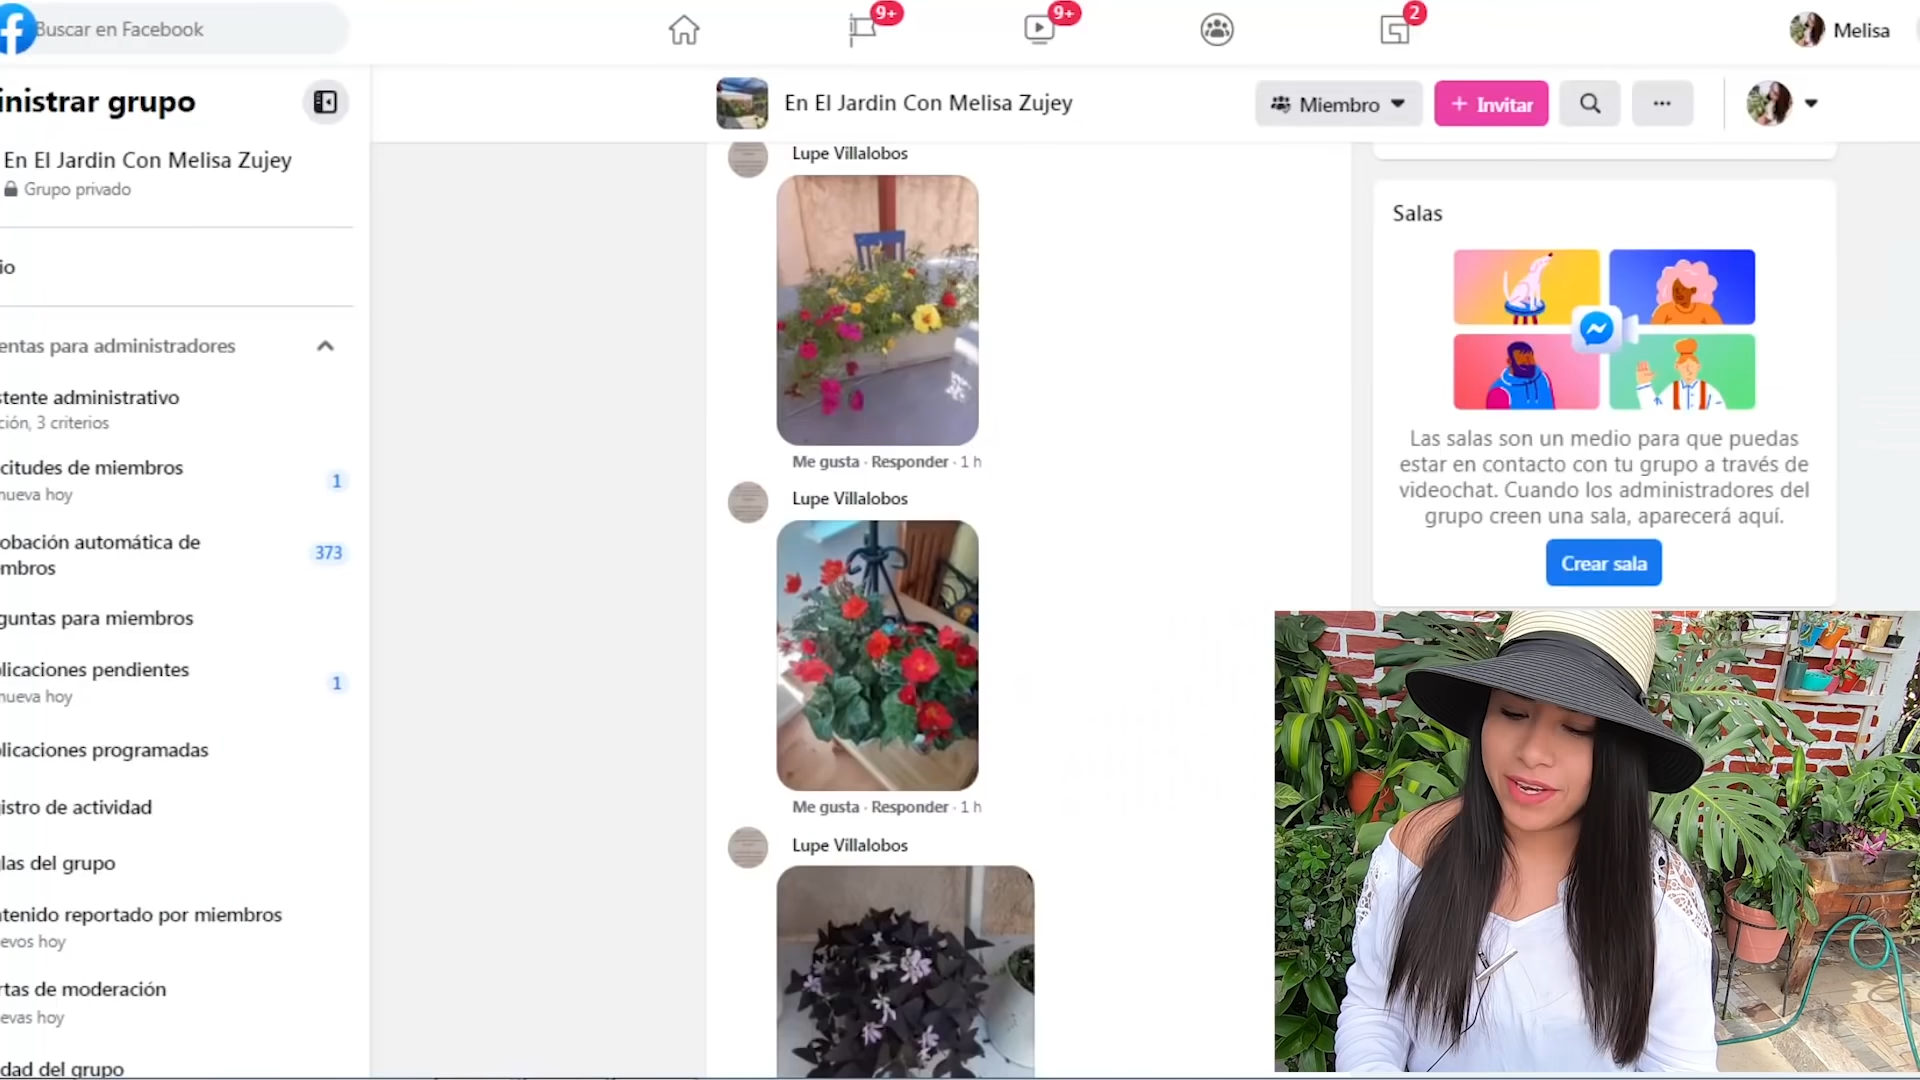 Buscar en Facebook
9+
9+
2
Melisa
inistrar grupo
En El Jardin Con Melisa Zujey
Grupo privado
io
entas para administradores
stente administrativo
ción, 3 criterios
citudes de miembros
nueva hoy
1
obación automática de
mbros
373
guntas para miembros
licaciones pendientes
nueva hoy
1
licaciones programadas
istro de actividad
las del grupo
ntenido reportado por miembros
evos hoy
rtas de moderación
evas hoy
idad del grupo
En El Jardin Con Melisa Zujey
Miembro
+ Invitar
Lupe Villalobos
Me gusta · Responder · 1 h
Lupe Villalobos
Me gusta · Responder · 1 h
Lupe Villalobos
Salas
Las salas son un medio para que puedas
estar en contacto con tu grupo a través de
videochat. Cuando los administradores del
grupo creen una sala, aparecerá aquí.
Crear sala